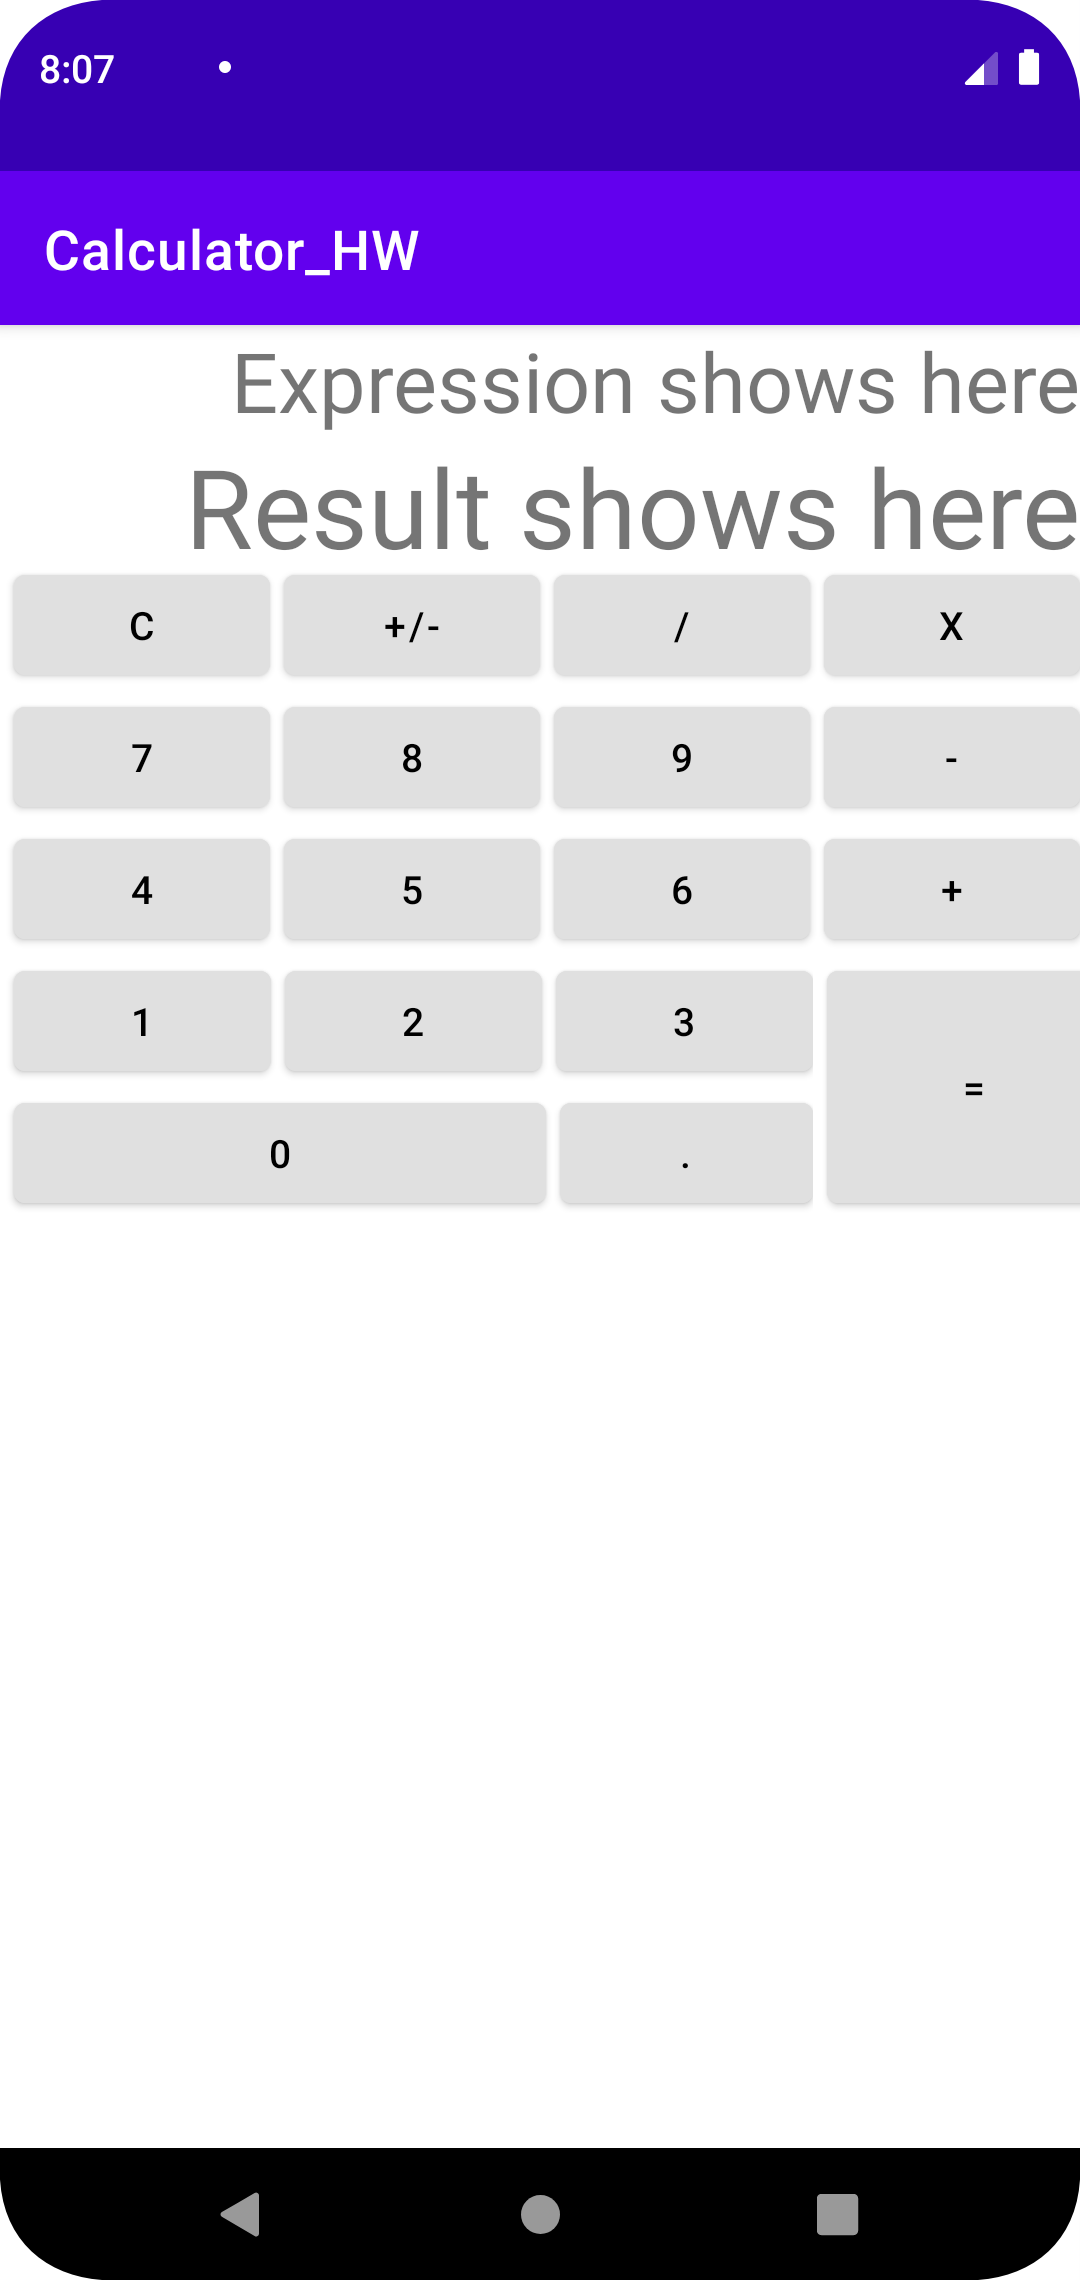 8:07
Calculator_HW
Expression shows here
Result shows here
C +/- / X
7 8 9 -
4 5 6 +
1 2 3
=
0 .